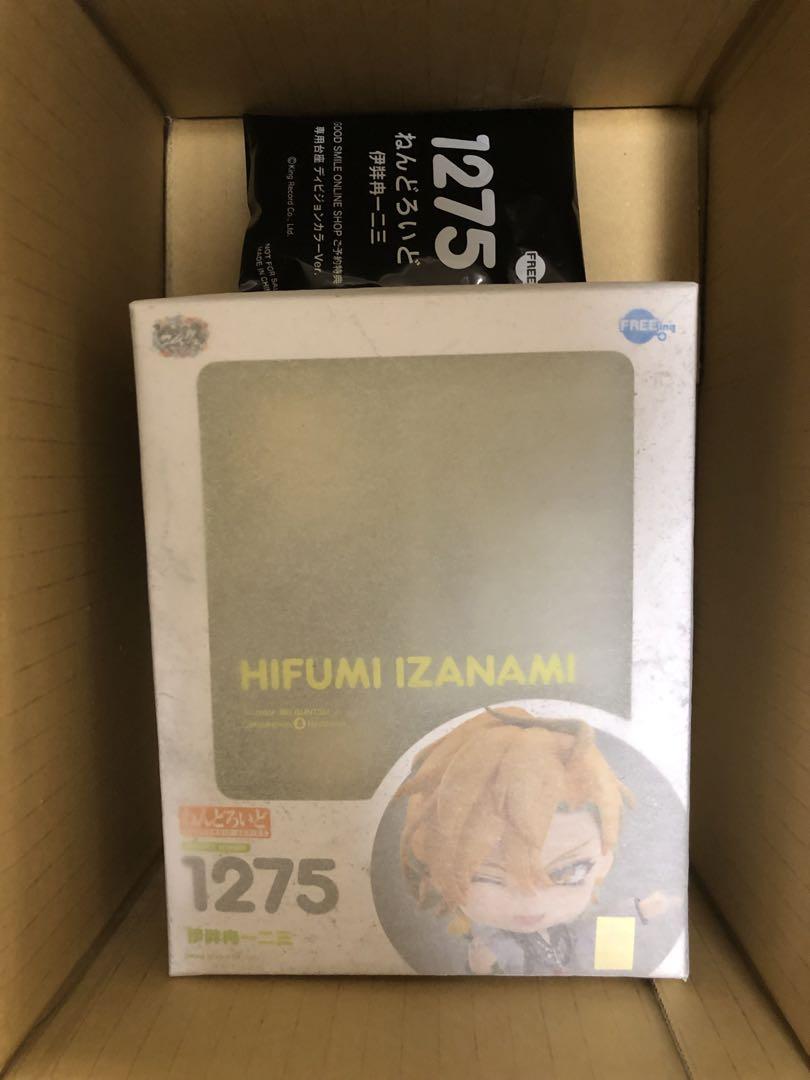 1275
ねんどろいど
伊弉冉一二三
GOOD SMILE ONLINE SHOP ご予約特典
専用台座 ディビジョンカラーVer.
©King Record Co., Ltd.
NOT FOR
MADE IN
FREE
FREEing
HIFUMI IZANAMI
ねんどろいど
1275
伊弉冉一二三